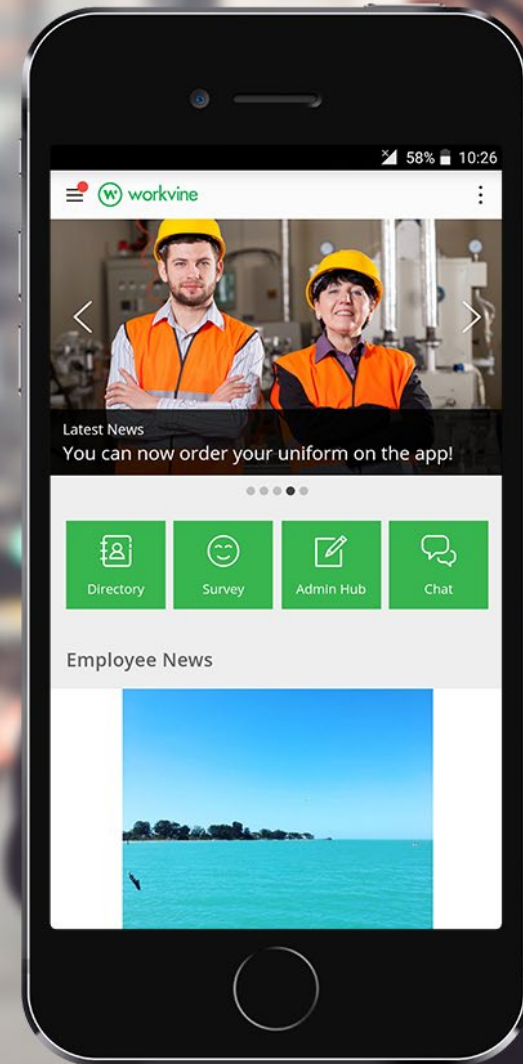 58% 10:26
workvine
Latest News
You can now order your uniform on the app!
Directory Survey Admin Hub Chat
Employee News